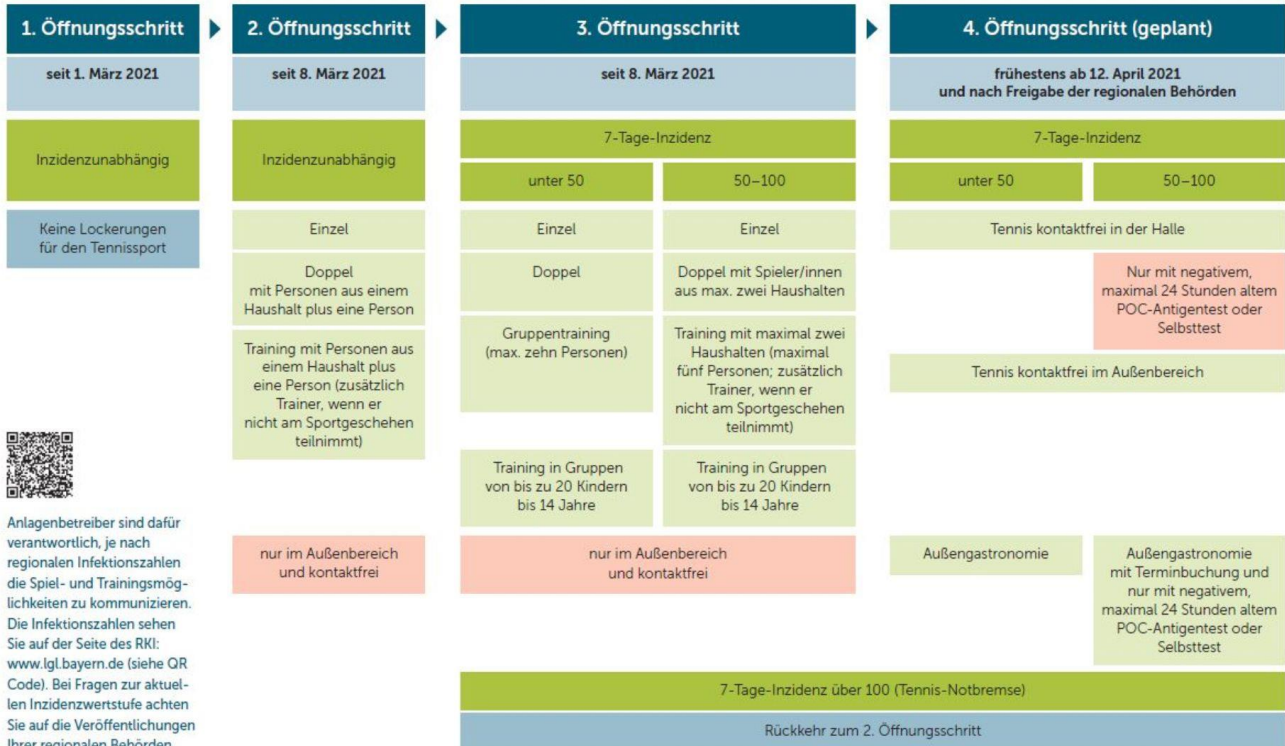 1. Öffnungsschritt
seit 1. März 2021
Inzidenzunabhängig
Keine Lockerungen
für den Tennissport
Anlagenbetreiber sind dafür
verantwortlich, je nach
regionalen Infektionszahlen
die Spiel- und Trainingsmög-
lichkeiten zu kommunizieren.
Die Infektionszahlen sehen
Sie auf der Seite des RKI:
www.lgl.bayern.de (siehe QR
Code). Bei Fragen zur aktuel-
len Inzidenzwertstufe achten
Sie auf die Veröffentlichungen
Ihrer regionalen Behörden
2. Öffnungsschritt
seit 8. März 2021
Inzidenzunabhängig
Einzel
Doppel
mit Personen aus einem
Haushalt plus eine Person
Training mit Personen aus
einem Haushalt plus
eine Person (zusätzlich
Trainer, wenn er
nicht am Sportgeschehen
teilnimmt)
nur im Außenbereich
und kontaktfrei
3. Öffnungsschritt
seit 8. März 2021
7-Tage-Inzidenz
unter 50
Einzel
Doppel
Gruppentraining
(max. zehn Personen)
Training in Gruppen
von bis zu 20 Kindern
bis 14 Jahre
50–100
Einzel
Doppel mit Spieler/innen
aus max. zwei Haushalten
Training mit maximal zwei
Haushalten (maximal
fünf Personen; zusätzlich
Trainer, wenn er
nicht am Sportgeschehen
teilnimmt)
Training in Gruppen
von bis zu 20 Kindern
bis 14 Jahre
nur im Außenbereich
und kontaktfrei
4. Öffnungsschritt (geplant)
frühestens ab 12. April 2021
und nach Freigabe der regionalen Behörden
7-Tage-Inzidenz
unter 50
50–100
Tennis kontaktfrei in der Halle
Nur mit negativem,
maximal 24 Stunden altem
POC-Antigentest oder
Selbsttest
Tennis kontaktfrei im Außenbereich
Außengastronomie
Außengastronomie
mit Terminbuchung und
nur mit negativem,
maximal 24 Stunden altem
POC-Antigentest oder
Selbsttest
7-Tage-Inzidenz über 100 (Tennis-Notbremse)
Rückkehr zum 2. Öffnungsschritt